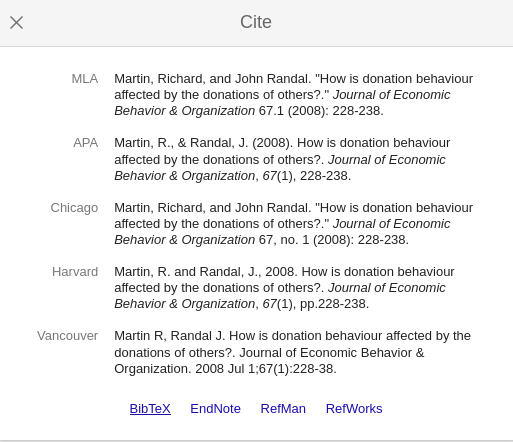 Cite
MLA Martin, Richard, and John Randal. "How is donation behaviour
affected by the donations of others?." Journal of Economic
Behavior & Organization 67.1 (2008): 228-238.
APA Martin, R., & Randal, J. (2008). How is donation behaviour
affected by the donations of others?. Journal of Economic
Behavior & Organization, 67(1), 228-238.
Chicago Martin, Richard, and John Randal. "How is donation behaviour
affected by the donations of others?." Journal of Economic
Behavior & Organization 67, no. 1 (2008): 228-238.
Harvard Martin, R. and Randal, J., 2008. How is donation behaviour
affected by the donations of others?. Journal of Economic
Behavior & Organization, 67(1), pp.228-238.
Vancouver Martin R, Randal J. How is donation behaviour affected by the
donations of others?. Journal of Economic Behavior &
Organization. 2008 Jul 1;67(1):228-38.
BibTeX EndNote RefMan RefWorks